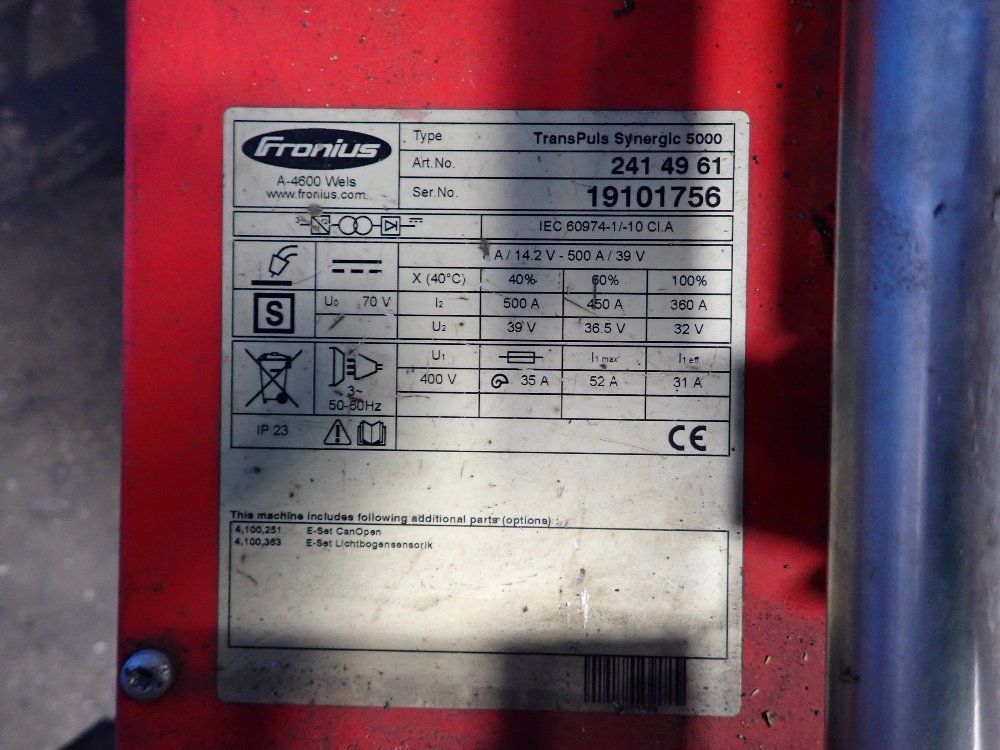 Fronius
A-4600 Wels
www.fronius.com
Type TransPuls Synergic 5000
Art.No. 241 49 61
Ser.No. 19101756
3~
IEC 60974-1/-10 Cl.A
A / 14.2 V - 500 A / 39 V
X (40°C) 40% 60% 100%
S
U₀ 70 V
I₂ 500 A 450 A 360 A
U₂ 39 V 36.5 V 32 V
U₁ I₁ max I₁ eff
400 V 35 A 52 A 31 A
3~
50-60Hz
IP 23
CE
This machine includes following additional parts (options) :
4,100,251 E-Set CanOpen
4,100,363 E-Set Lichtbogensensorik